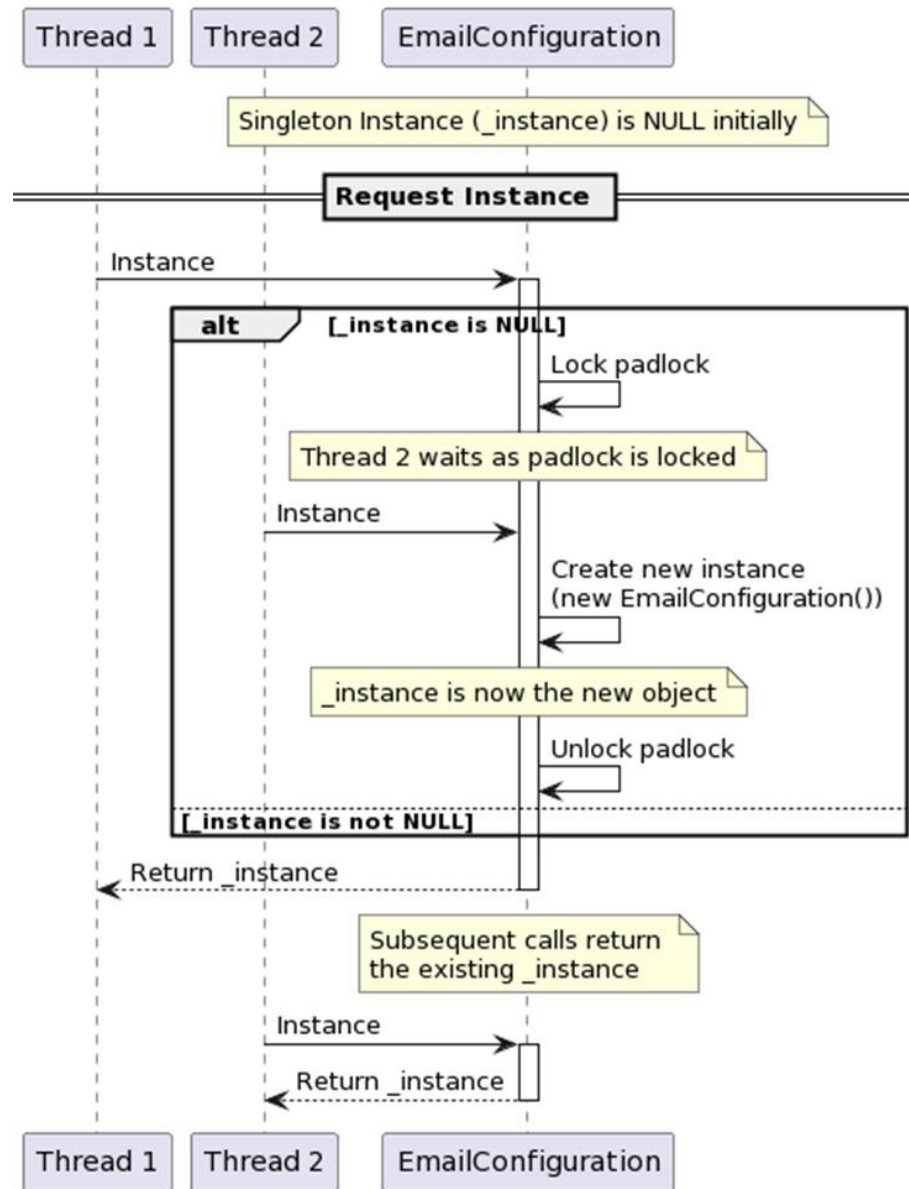 Thread 1
Thread 2
EmailConfiguration
Singleton Instance (_instance) is NULL initially
Request Instance
Instance
alt
[_instance is NULL]
Lock padlock
Thread 2 waits as padlock is locked
Instance
Create new instance
(new EmailConfiguration())
_instance is now the new object
Unlock padlock
[_instance is not NULL]
Return _instance
Subsequent calls return
the existing _instance
Instance
Return _instance
Thread 1
Thread 2
EmailConfiguration